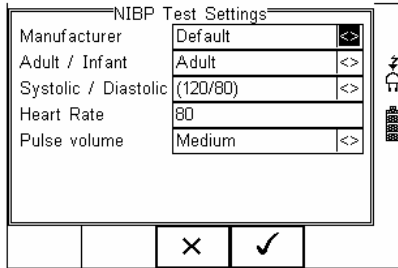 NIBP Test Settings
Manufacturer Default <>
Adult / Infant Adult <>
Systolic / Diastolic (120/80) <>
Heart Rate 80
Pulse volume Medium <>